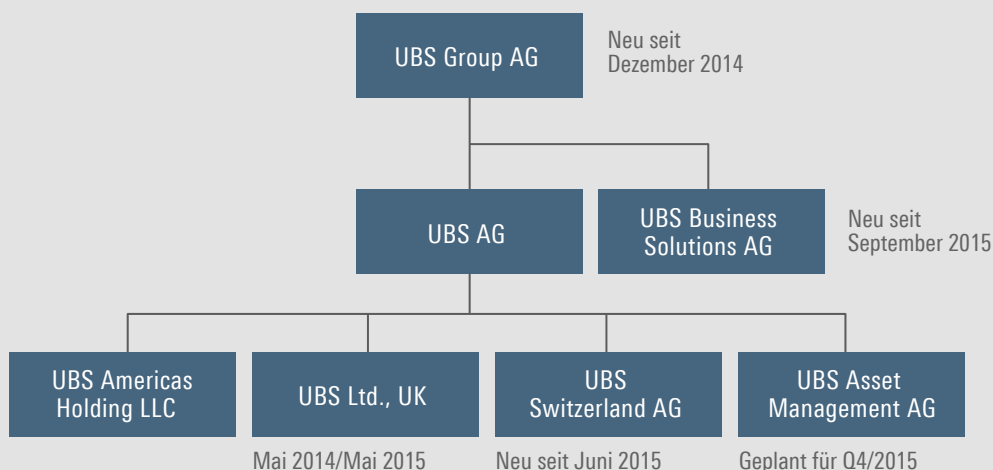 UBS Group AG
Neu seit
Dezember 2014
UBS AG
UBS Business
Solutions AG
Neu seit
September 2015
UBS Americas
Holding LLC
UBS Ltd., UK
UBS
Switzerland AG
UBS Asset
Management AG
Mai 2014/Mai 2015
Neu seit Juni 2015
Geplant für Q4/2015